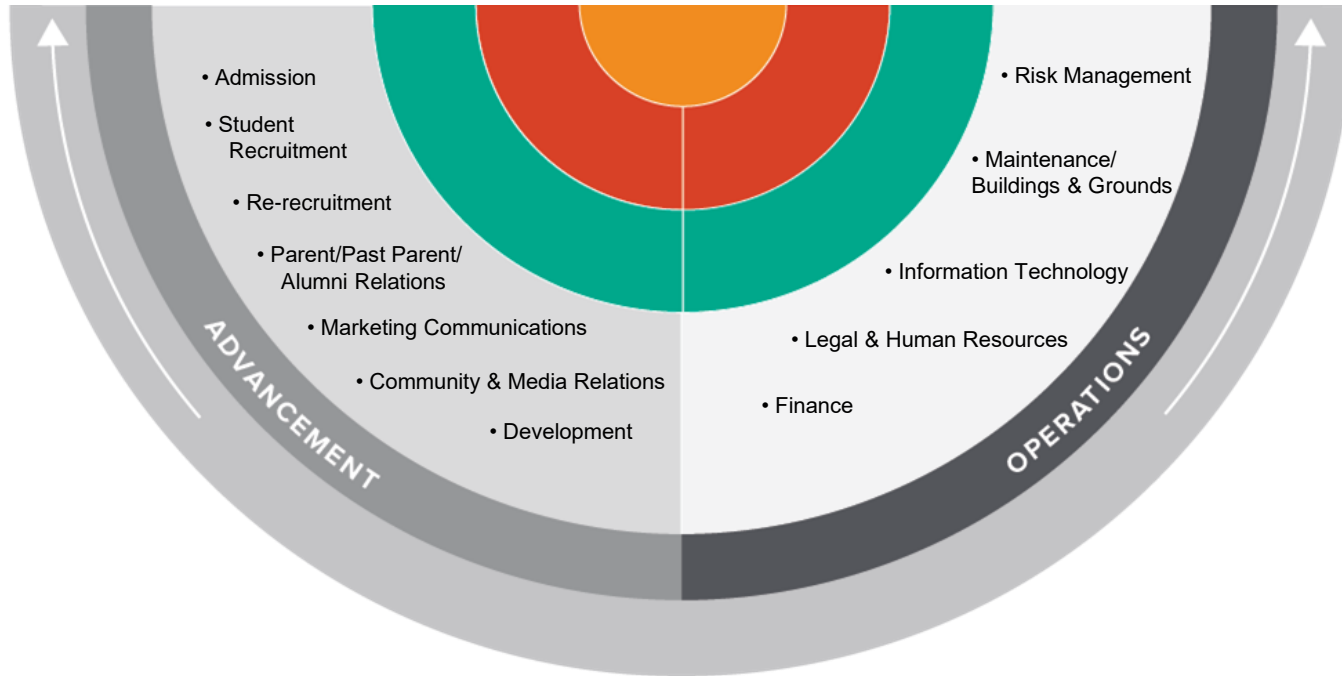 • Admission
• Student
Recruitment
• Re-recruitment
• Parent/Past Parent/
Alumni Relations
• Marketing Communications
• Community & Media Relations
• Development
ADVANCEMENT
• Risk Management
• Maintenance/
Buildings & Grounds
• Information Technology
• Legal & Human Resources
• Finance
OPERATIONS